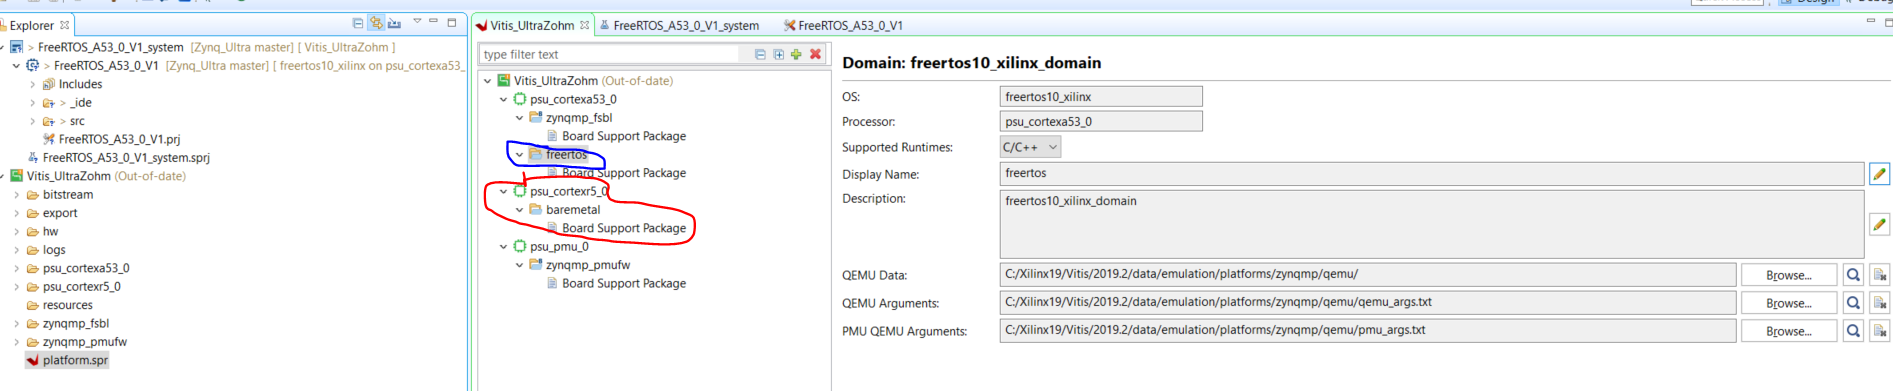 Explorer
FreeRTOS_A53_0_V1_system [Zynq_Ultra master] [ Vitis_UltraZohm ]
FreeRTOS_A53_0_V1 [Zynq_Ultra master] [ freertos10_xilinx on psu_cortexa53_
Includes
_ide
src
FreeRTOS_A53_0_V1.prj
FreeRTOS_A53_0_V1_system.sprj
Vitis_UltraZohm (Out-of-date)
bitstream
export
hw
logs
psu_cortexa53_0
psu_cortexr5_0
resources
zynqmp_fsbl
zynqmp_pmufw
platform.spr
Vitis_UltraZohm
FreeRTOS_A53_0_V1_system
FreeRTOS_A53_0_V1
type filter text
Vitis_UltraZohm (Out-of-date)
psu_cortexa53_0
zynqmp_fsbl
Board Support Package
freertos
Board Support Package
psu_cortexr5_0
baremetal
Board Support Package
psu_pmu_0
zynqmp_pmufw
Board Support Package
Domain: freertos10_xilinx_domain
OS: freertos10_xilinx
Processor: psu_cortexa53_0
Supported Runtimes: C/C++
Display Name: freertos
Description: freertos10_xilinx_domain
QEMU Data: C:/Xilinx19/Vitis/2019.2/data/emulation/platforms/zynqmp/qemu/ Browse...
QEMU Arguments: C:/Xilinx19/Vitis/2019.2/data/emulation/platforms/zynqmp/qemu/qemu_args.txt Browse...
PMU QEMU Arguments: C:/Xilinx19/Vitis/2019.2/data/emulation/platforms/zynqmp/qemu/pmu_args.txt Browse...